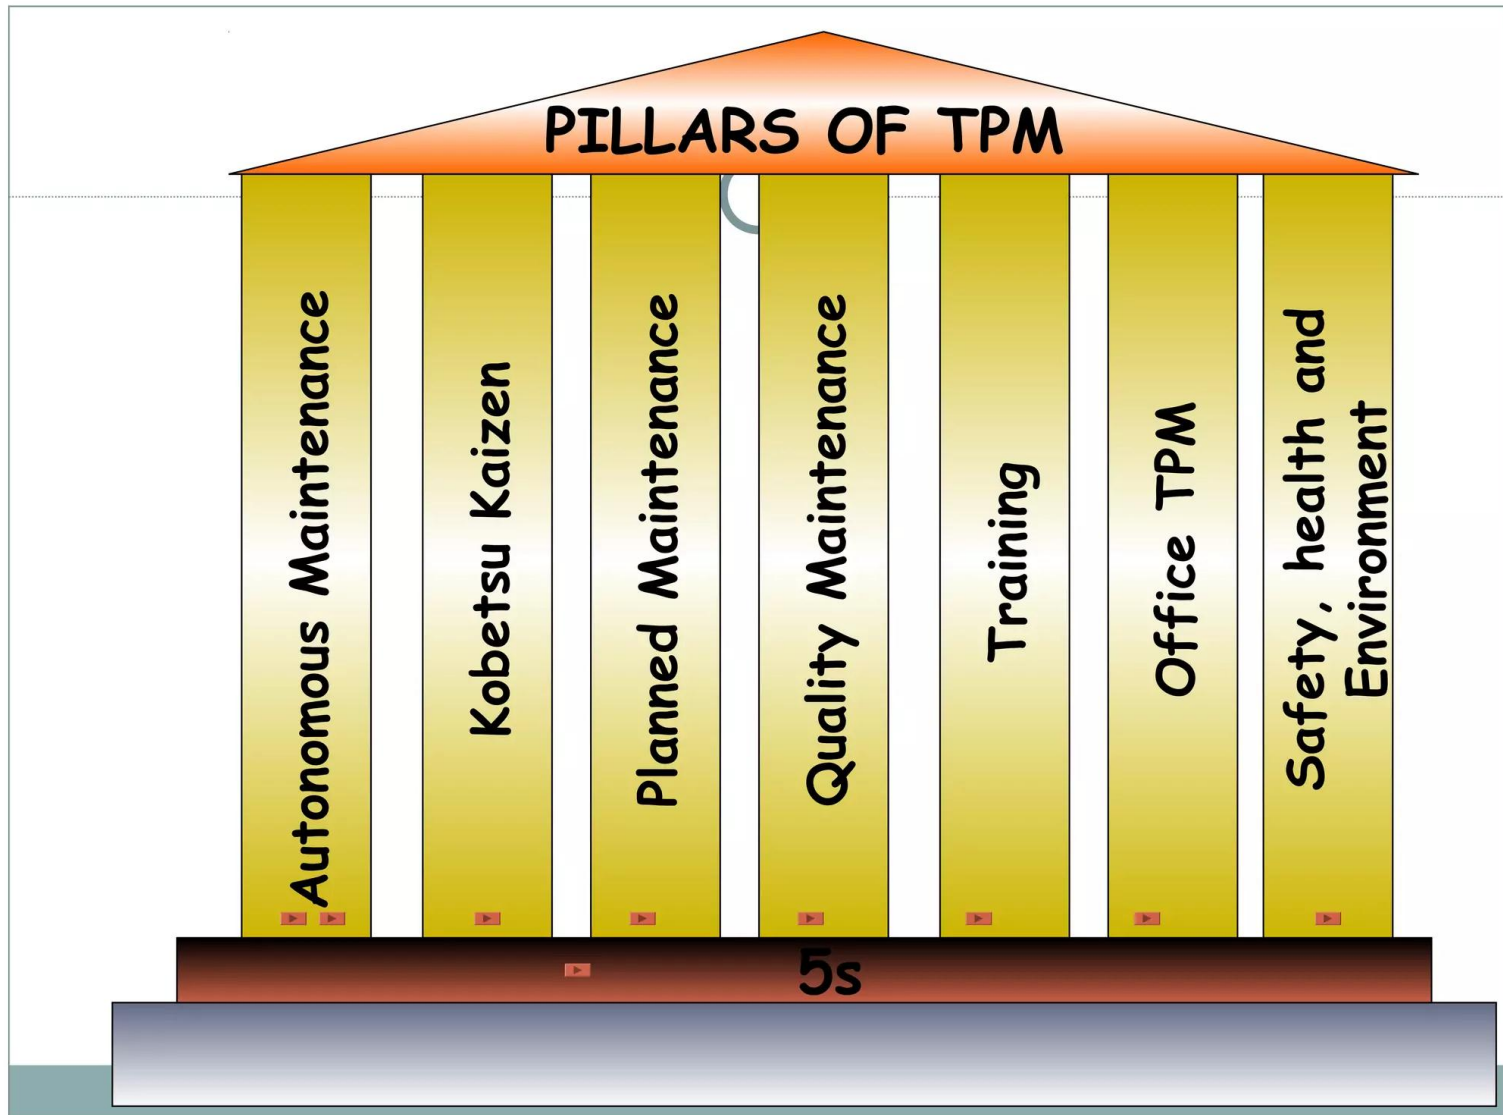 PILLARS OF TPM
Autonomous Maintenance
Kobetsu Kaizen
Planned Maintenance
Quality Maintenance
Training
Office TPM
Safety, health and
Environment
5s